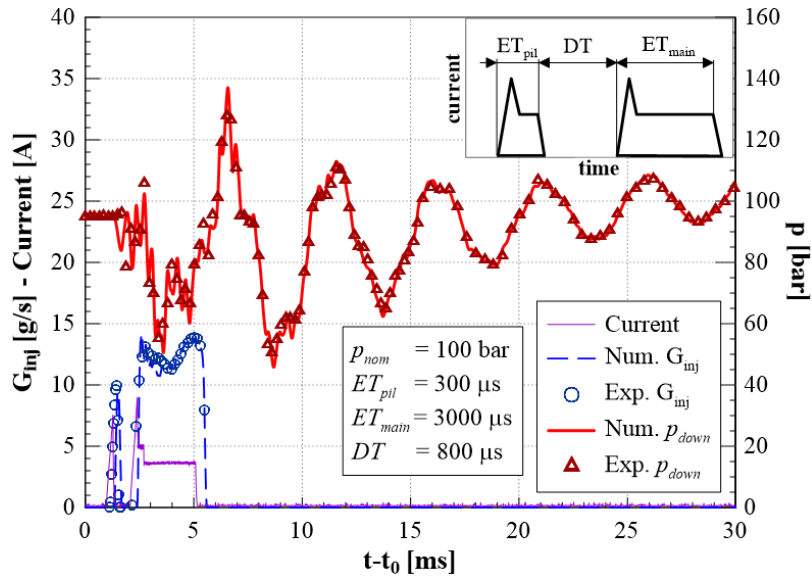 40
35
30
25
20
15
10
5
0
G_inj [g/s] - Current [A]
160
140
120
100
80
60
40
20
0
p [bar]
0 5 10 15 20 25 30
t-t_0 [ms]
ET_pil DT ET_main
current
time
p_nom = 100 bar
ET_pil = 300 µs
ET_main = 3000 µs
DT = 800 µs
Current
Num. G_inj
Exp. G_inj
Num. p_down
Exp. p_down